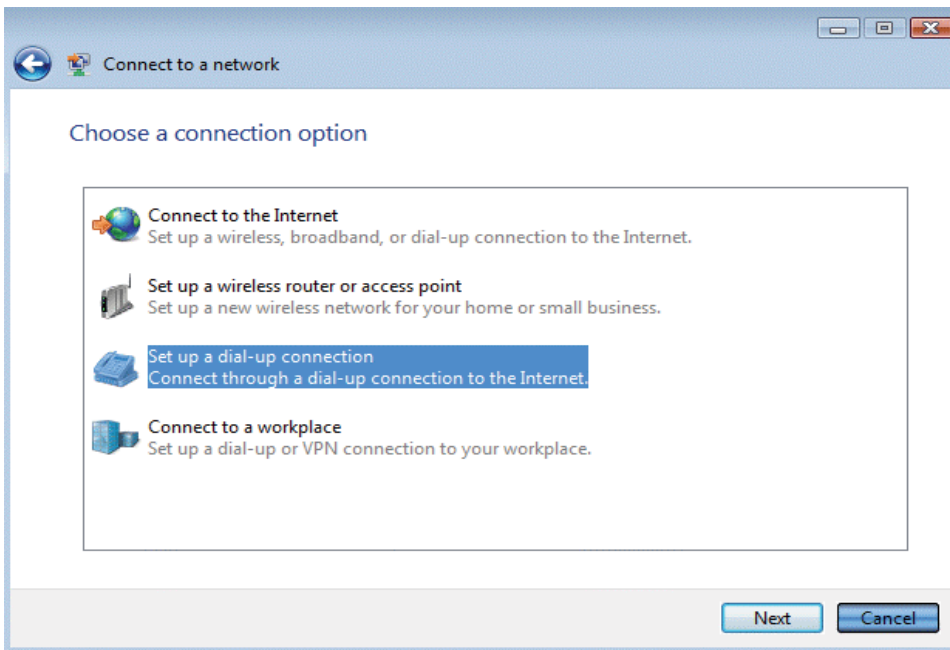 Connect to a network
Choose a connection option
Connect to the Internet
Set up a wireless, broadband, or dial-up connection to the Internet.
Set up a wireless router or access point
Set up a new wireless network for your home or small business.
Set up a dial-up connection
Connect through a dial-up connection to the Internet.
Connect to a workplace
Set up a dial-up or VPN connection to your workplace.
Next Cancel